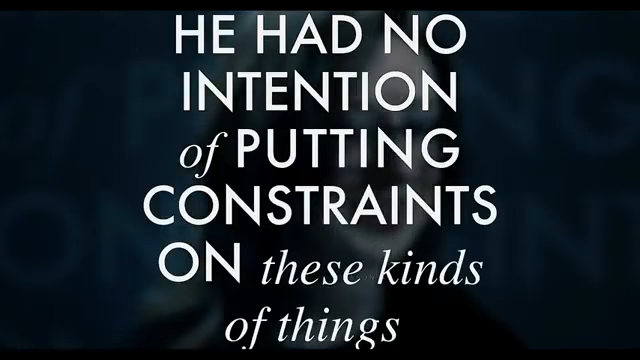 HE HAD NO
INTENTION
of PUTTING
CONSTRAINTS
ON these kinds
of things